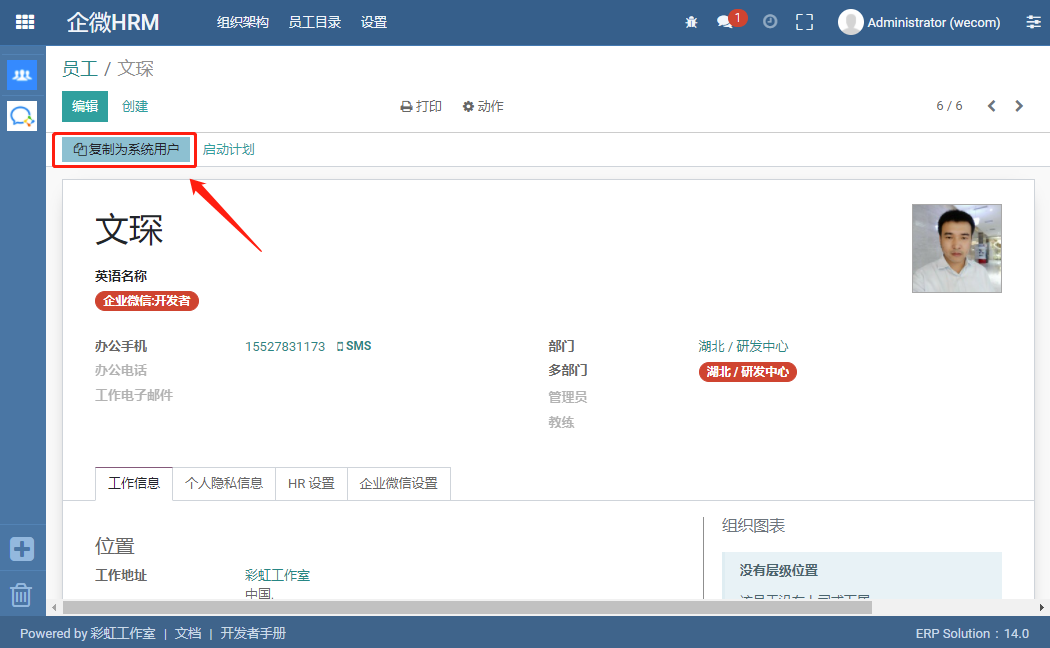 企微HRM 组织架构 员工目录 设置 1 Administrator (wecom)
员工 / 文琛
编辑 创建 打印 动作 6 / 6
复制为系统用户 启动计划
文琛
英语名称
企业微信:开发者
办公手机 15527831173 SMS 部门 湖北 / 研发中心
办公电话 多部门 湖北 / 研发中心
工作电子邮件 管理员
教练
工作信息 个人隐私信息 HR 设置 企业微信设置
位置 组织图表
工作地址 彩虹工作室 没有层级位置
中国,
Powered by 彩虹工作室 | 文档 | 开发者手册 ERP Solution : 14.0